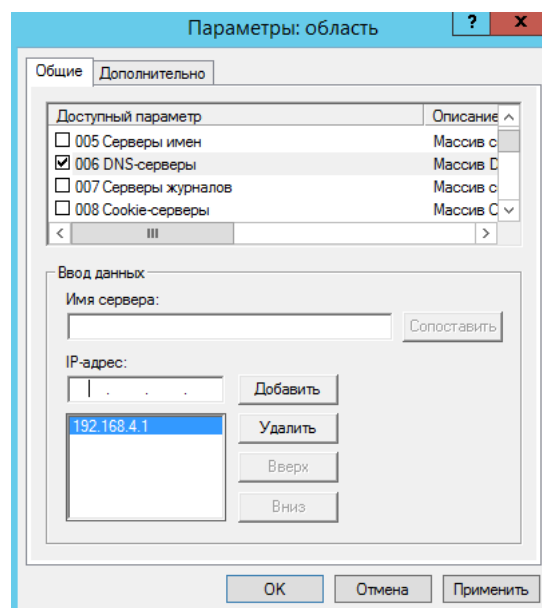 Параметры: область
? x
Общие Дополнительно
Доступный параметр Описание
005 Серверы имен Массив с
006 DNS-серверы Массив D
007 Серверы журналов Массив с
008 Cookie-серверы Массив C
Ввод данных
Имя сервера:
Сопоставить
IP-адрес:
. . . Добавить
192.168.4.1 Удалить
Вверх
Вниз
OK Отмена Применить